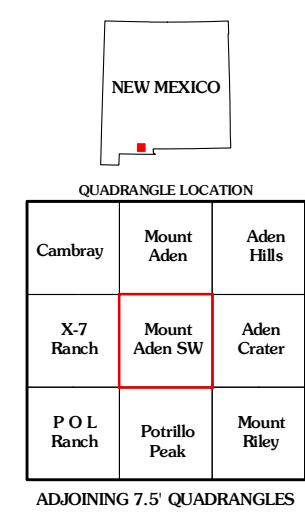 NEW MEXICO
QUADRANGLE LOCATION
Cambray
Mount
Aden
Aden
Hills
X-7
Ranch
Mount
Aden SW
Aden
Crater
P O L
Ranch
Potrillo
Peak
Mount
Riley
ADJOINING 7.5' QUADRANGLES